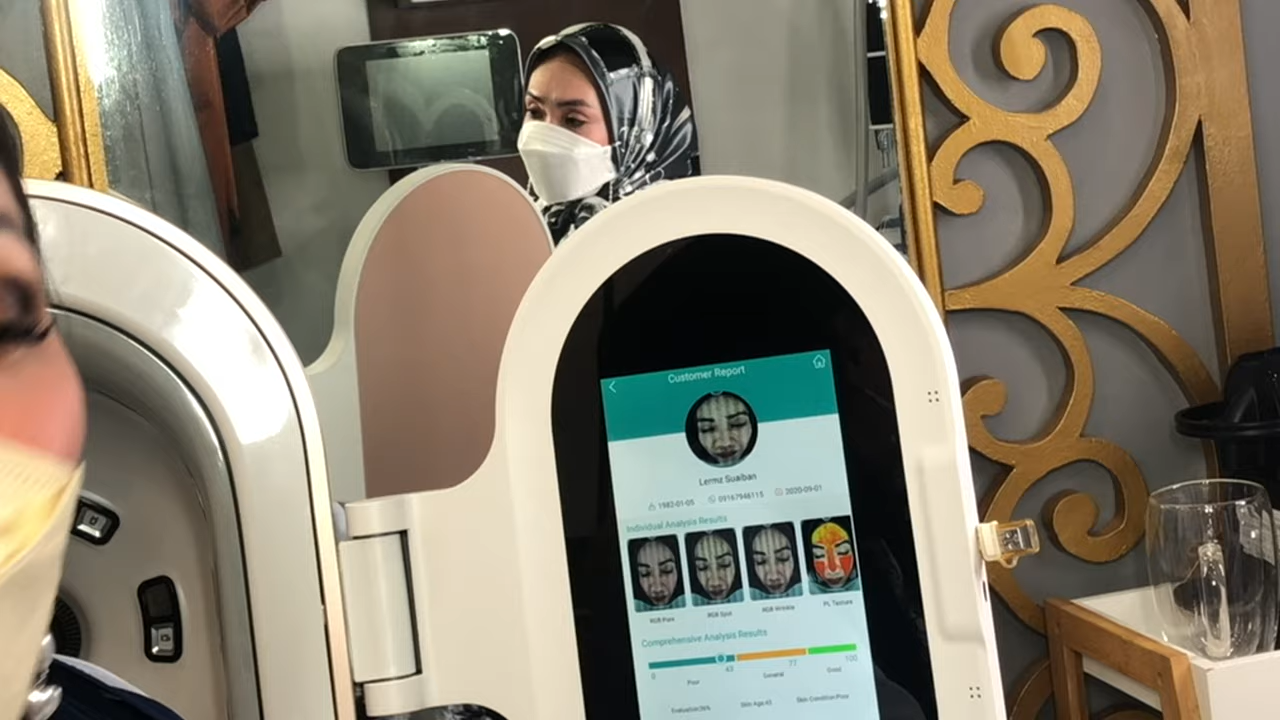 Customer Report
Lermz Suaiban
1982-01-05 09167946115 2020-09-01
Individual Analysis Results
RGB Pore RGB Spot RGB Wrinkle PL Texture
Comprehensive Analysis Results
0 43 77 100
Poor General Good
Skin Age:43 Skin Condition:Poor